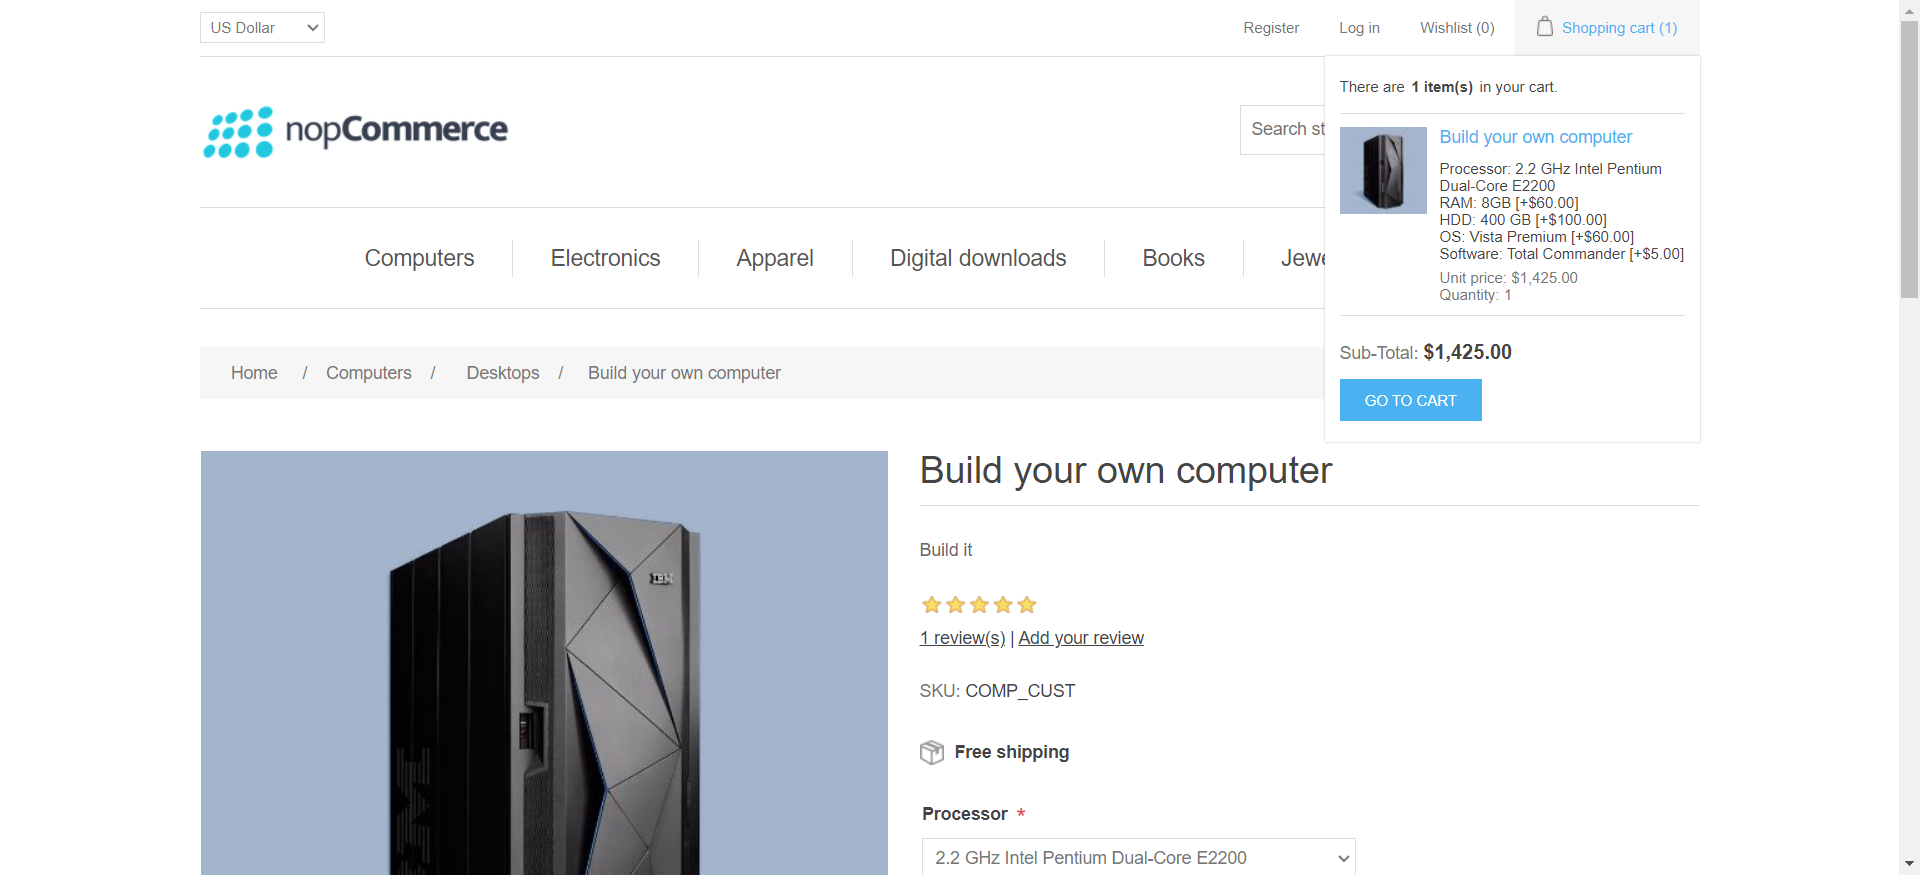 US Dollar
Register
Log in
Wishlist (0)
Shopping cart (1)
There are 1 item(s) in your cart.
Build your own computer
Processor: 2.2 GHz Intel Pentium
Dual-Core E2200
RAM: 8GB [+$60.00]
HDD: 400 GB [+$100.00]
OS: Vista Premium [+$60.00]
Software: Total Commander [+$5.00]
Unit price: $1,425.00
Quantity: 1
Sub-Total: $1,425.00
GO TO CART
nopCommerce
Search st
Computers
Electronics
Apparel
Digital downloads
Books
Jewe
Home / Computers / Desktops / Build your own computer
IBM
IBM
Build your own computer
Build it
1 review(s) | Add your review
SKU: COMP_CUST
Free shipping
Processor *
2.2 GHz Intel Pentium Dual-Core E2200